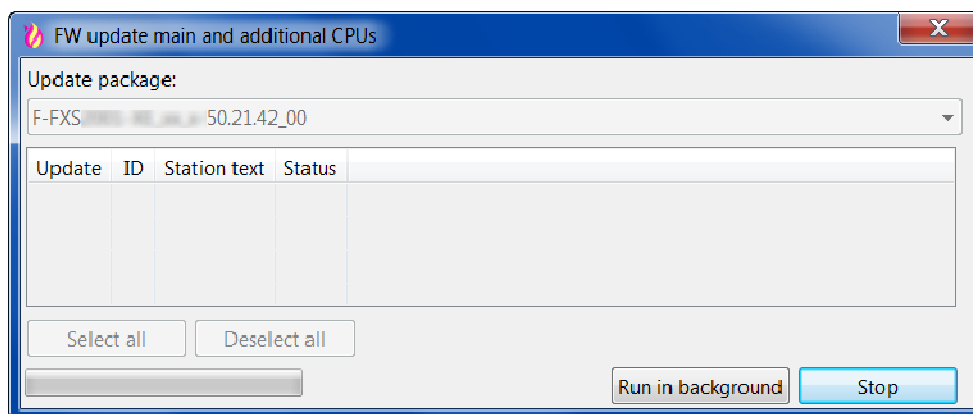 FW update main and additional CPUs
X
Update package:
F-FXS 50.21.42_00
Update ID Station text Status
Select all Deselect all
Run in background Stop